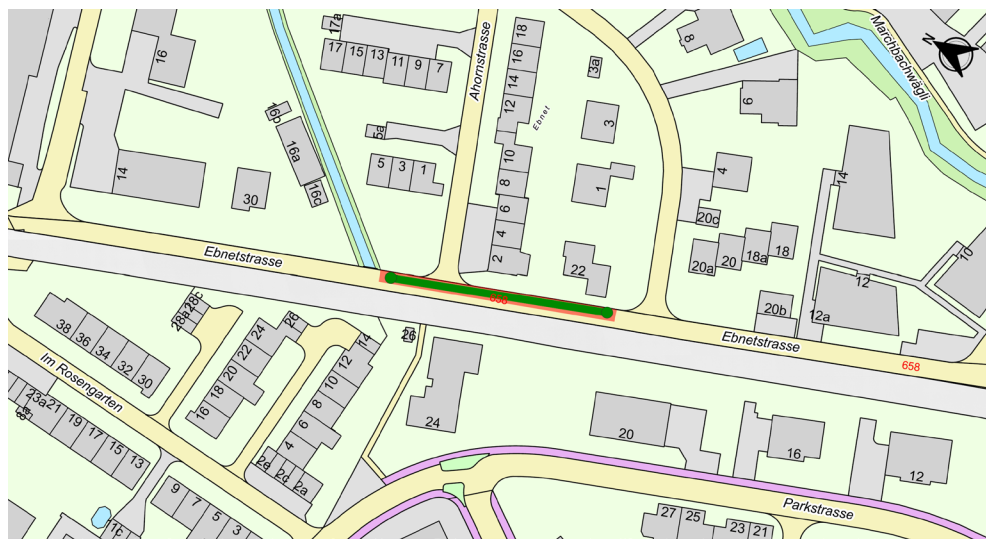 17a
18
8
N
Marchbachwägli
16
17
15
13
11
9
7
Ahornstrasse
16
3a
14
6
12
Ebnet
3
16b
5a
16a
14
5
3
1
10
4
14
8
1
30
16c
6
20c
4
18
20
18a
20a
10
2
22
12
Ebnetstrasse
28c
28a
20b
12a
38
36
34
32
30
24
26
22
20
18
16
14
12
10
8
6
4
26
Ebnetstrasse
658
658
Im Rosengarten
23a
21
19
17
15
13
24
20
16
12
2e
2c
2a
9
7
5
3
1c
Parkstrasse
27
25
23
21